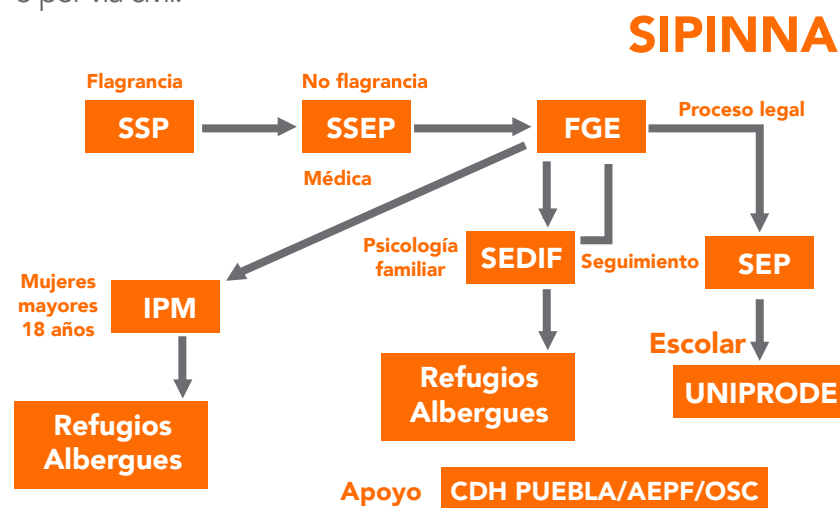 SIPINNA
Flagrancia
No flagrancia
SSP
SSEP
FGE
Proceso legal
Médica
Psicología
familiar
SEDIF
Seguimiento
SEP
Mujeres
mayores
18 años
IPM
Escolar
Refugios
Albergues
UNIPRODE
Refugios
Albergues
Apoyo
CDH PUEBLA/AEPF/OSC